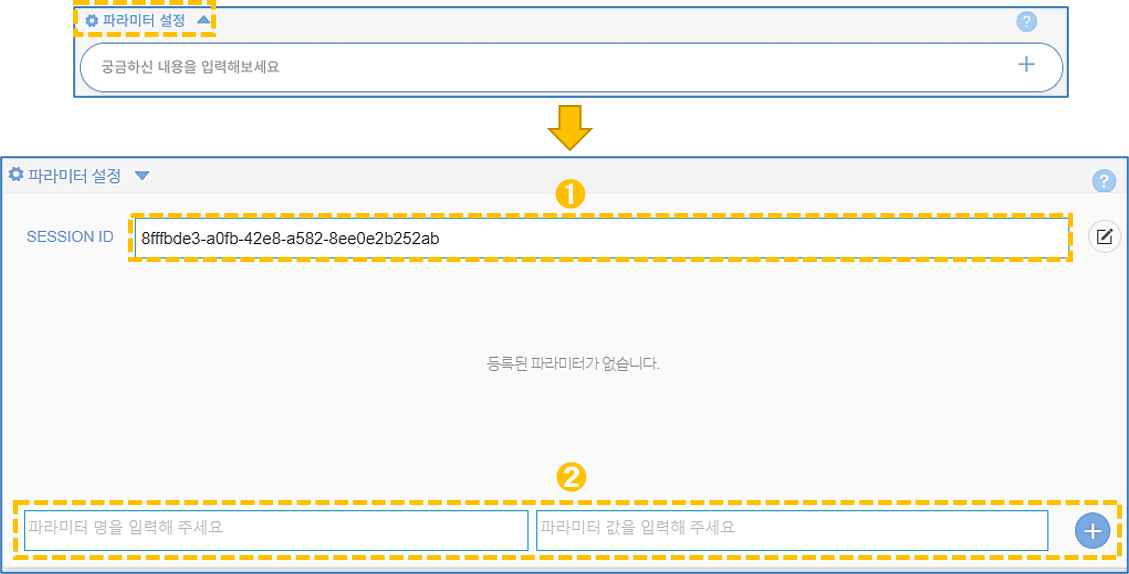 파라미터 설정
?
궁금하신 내용을 입력해보세요
파라미터 설정
?
1
SESSION ID
8fffbde3-a0fb-42e8-a582-8ee0e2b252ab
등록된 파라미터가 없습니다.
2
파라미터 명을 입력해 주세요
파라미터 값을 입력해 주세요